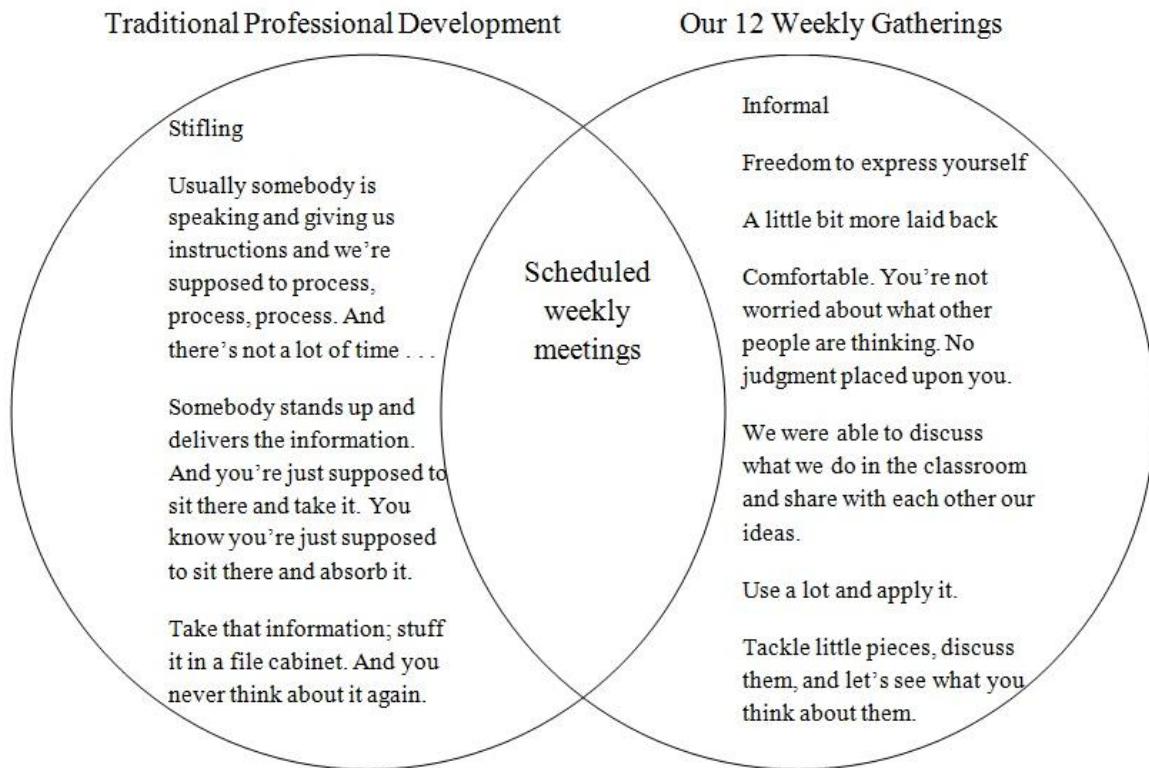 Traditional Professional Development
Our 12 Weekly Gatherings
Stifling
Usually somebody is
speaking and giving us
instructions and we're
supposed to process,
process, process. And
there's not a lot of time . . .
Somebody stands up and
delivers the information.
And you're just supposed to
sit there and take it. You
know you're just supposed
to sit there and absorb it.
Take that information; stuff
it in a file cabinet. And you
never think about it again.
Scheduled
weekly
meetings
Informal
Freedom to express yourself
A little bit more laid back
Comfortable. You're not
worried about what other
people are thinking. No
judgment placed upon you.
We were able to discuss
what we do in the classroom
and share with each other our
ideas.
Use a lot and apply it.
Tackle little pieces, discuss
them, and let's see what you
think about them.